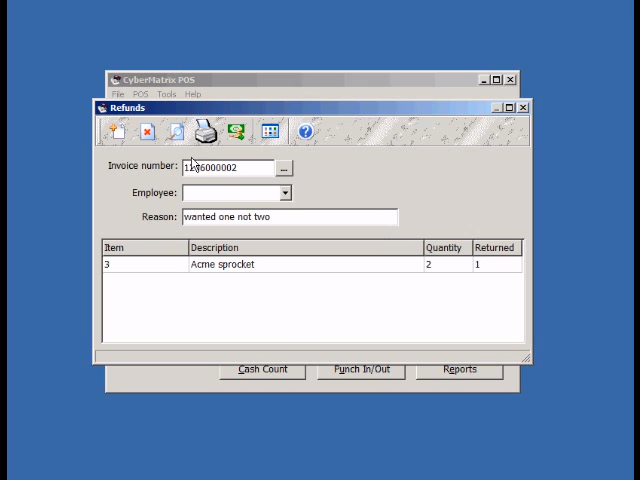 CyberMatrix POS
File POS Tools Help
Refunds
Invoice number:
...
Employee:
Reason: wanted one not two
Item Description Quantity Returned
3 Acme sprocket 2 1
Cash Count Punch In/Out Reports